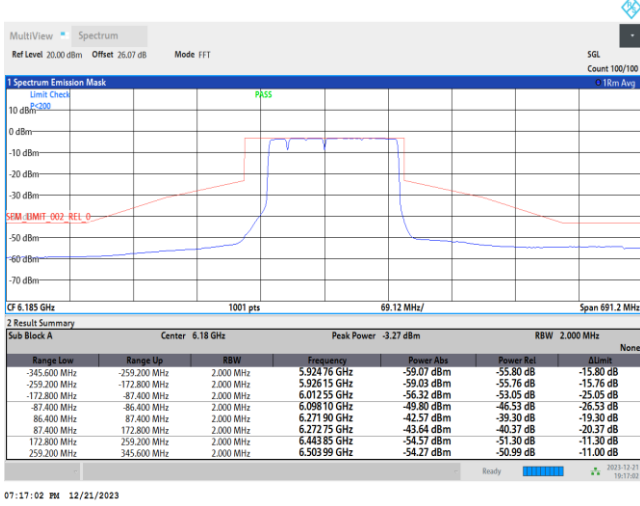 MultiView Spectrum
Ref Level 20.00 dBm Offset 26.07 dB Mode FFT SGL
Count 100/100
1 Spectrum Emission Mask 1Rm Avg
Limit Check PASS
P<200
10 dBm
0 dBm
-10 dBm
-20 dBm
-30 dBm
SEM_LIMIT_002_REL_0
-50 dBm
-60 dBm
-70 dBm
CF 6.185 GHz 1001 pts 69.12 MHz/ Span 691.2 MHz
2 Result Summary
Sub Block A Center 6.18 GHz Peak Power -3.27 dBm RBW 2.000 MHz
None
Range Low Range Up RBW Frequency Power Abs Power Rel ΔLimit
-345.600 MHz -259.200 MHz 2.000 MHz 5.924 76 GHz -59.07 dBm -55.80 dB -15.80 dB
-259.200 MHz -172.800 MHz 2.000 MHz 5.926 15 GHz -59.03 dBm -55.76 dB -15.76 dB
-172.800 MHz -87.400 MHz 2.000 MHz 6.012 55 GHz -56.32 dBm -53.05 dB -25.05 dB
-87.400 MHz -86.400 MHz 2.000 MHz 6.098 10 GHz -49.80 dBm -46.53 dB -26.53 dB
86.400 MHz 87.400 MHz 2.000 MHz 6.271 90 GHz -42.57 dBm -39.30 dB -19.30 dB
87.400 MHz 172.800 MHz 2.000 MHz 6.272 75 GHz -43.64 dBm -40.37 dB -20.37 dB
172.800 MHz 259.200 MHz 2.000 MHz 6.443 85 GHz -54.57 dBm -51.30 dB -11.30 dB
259.200 MHz 345.600 MHz 2.000 MHz 6.503 99 GHz -54.27 dBm -50.99 dB -11.00 dB
Ready 2023-12-21
19:17:02
07:17:02 PM 12/21/2023